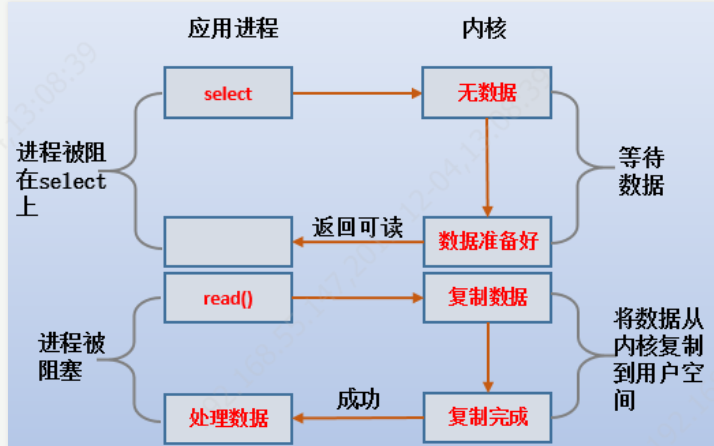 应用进程
内核
select
无数据
进程被阻
在select
上
等待
数据
返回可读
数据准备好
read()
复制数据
进程被
阻塞
将数据从
内核复制
到用户空
间
处理数据
成功
复制完成